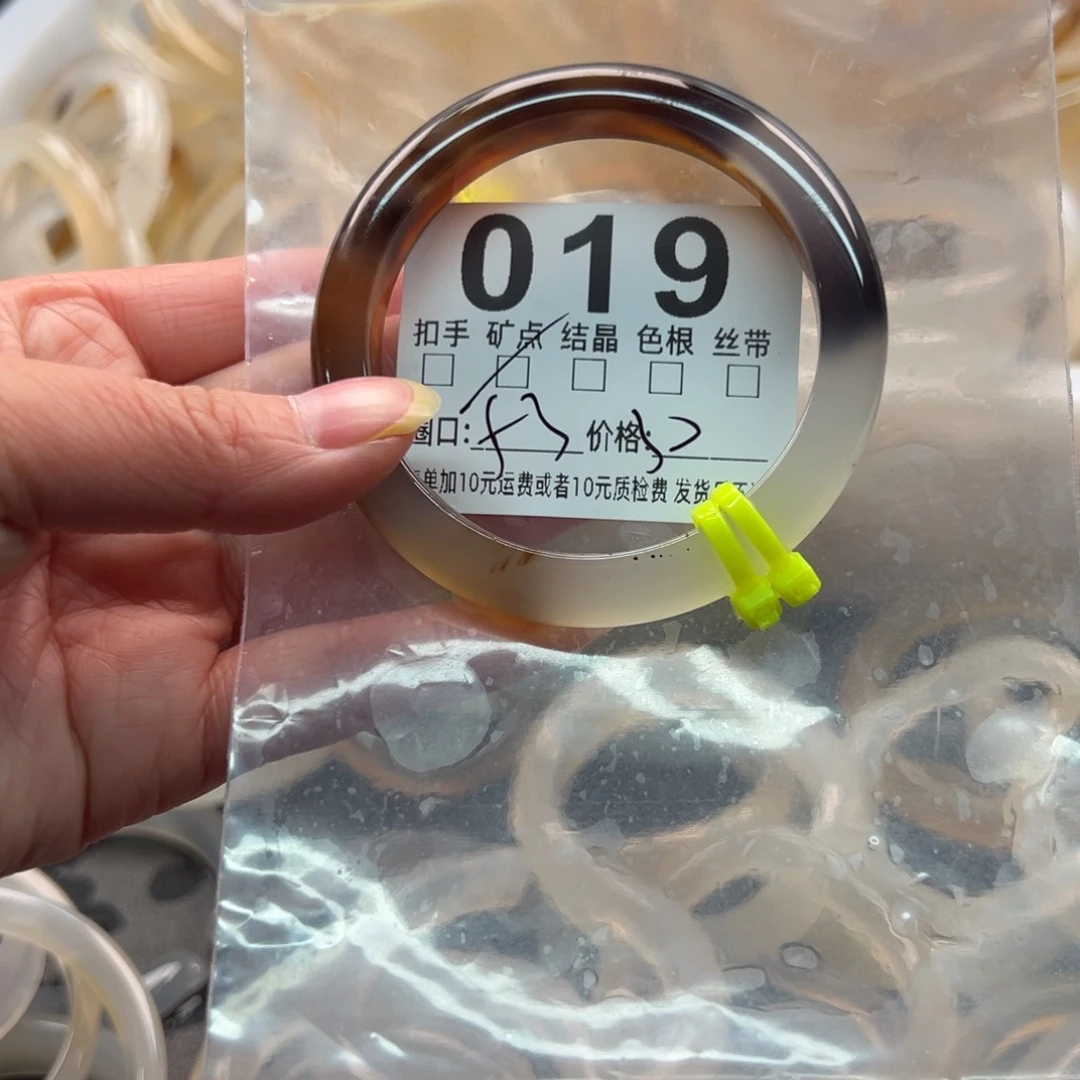 019
扣手 矿点 结晶 色根 丝带
圈口: 价格:
单加10元运费或者10元质检费 发货